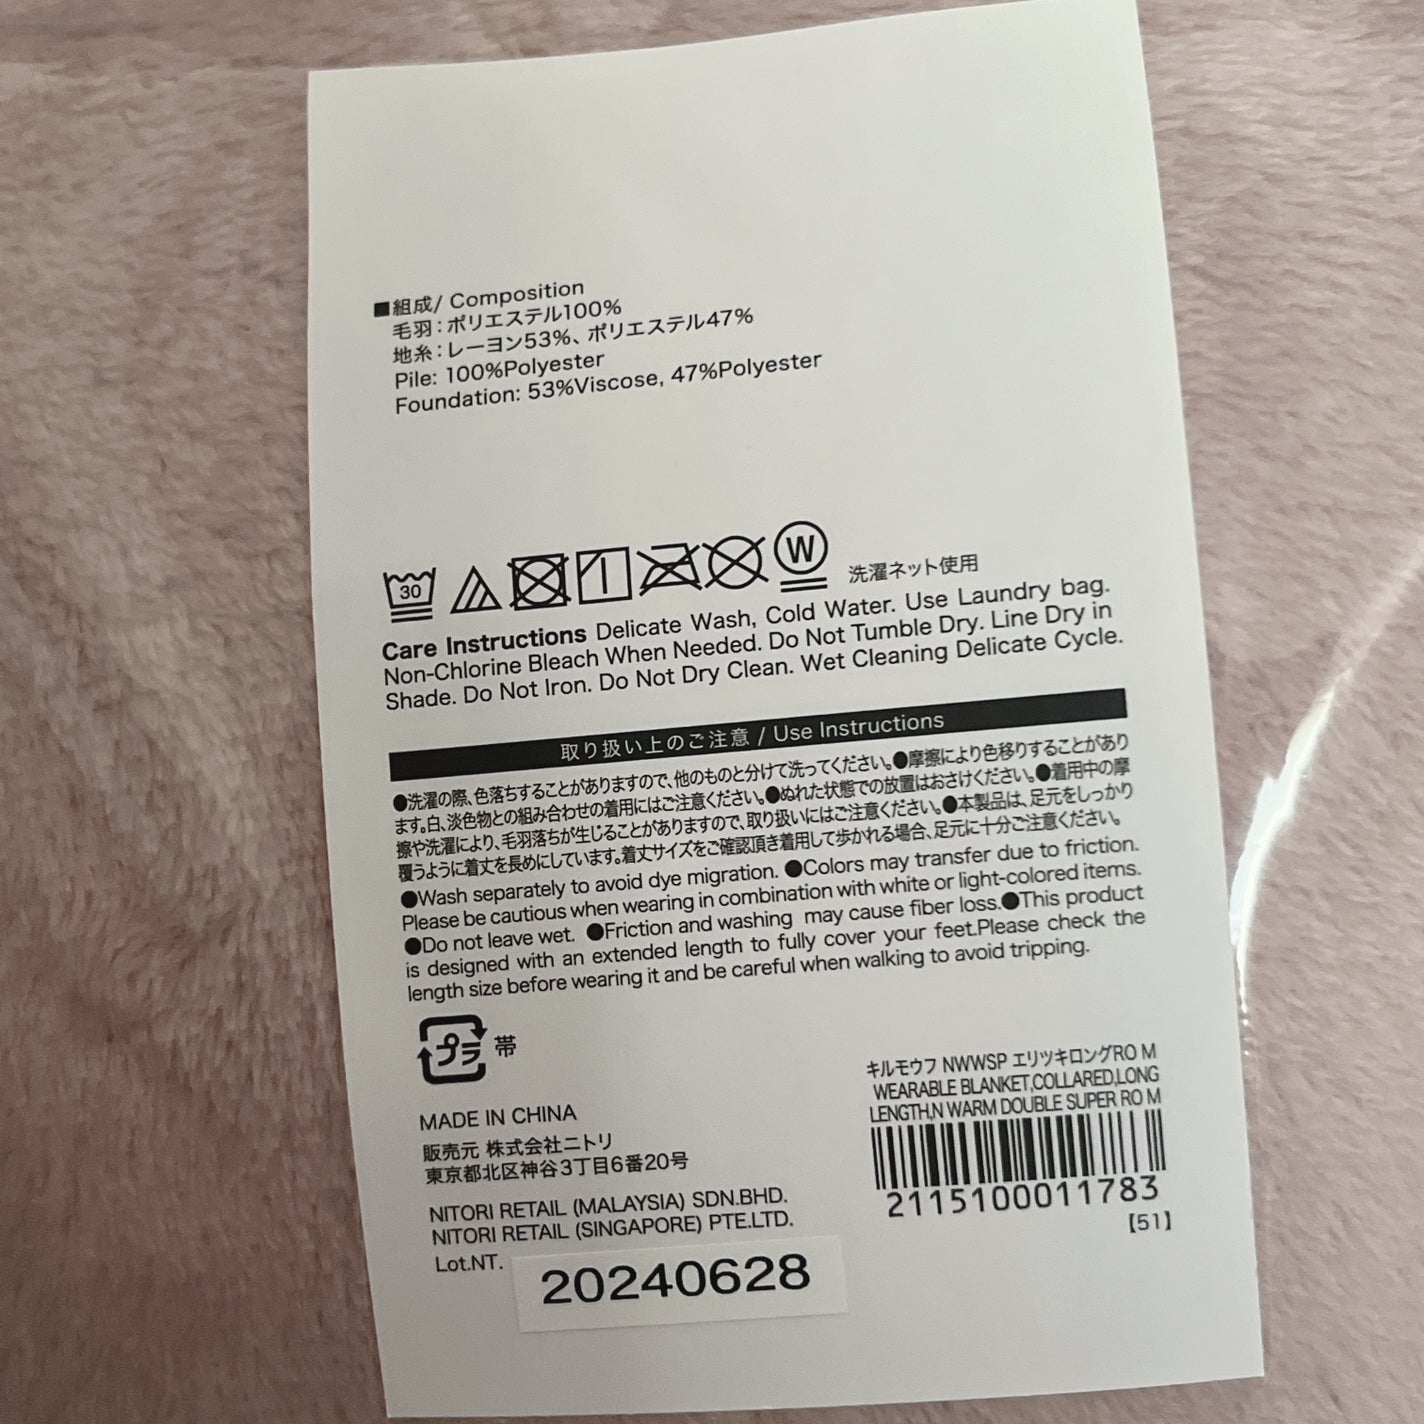 ■組成/ Composition
毛羽：ポリエステル100%
地糸：レーヨン53%、ポリエステル47%
Pile: 100%Polyester
Foundation: 53%Viscose, 47%Polyester
30
W
洗濯ネット使用
Care Instructions Delicate Wash, Cold Water. Use Laundry bag.
Non-Chlorine Bleach When Needed. Do Not Tumble Dry. Line Dry in
Shade. Do Not Iron. Do Not Dry Clean. Wet Cleaning Delicate Cycle.
取り扱い上のご注意 / Use Instructions
●洗濯の際、色落ちすることがありますので、他のものと分けて洗ってください。●摩擦により色移りすることがあり
ます。白、淡色物との組み合わせの着用にはご注意ください。●ぬれた状態での放置はおさけください。●着用中の摩
擦や洗濯により、毛羽落ちが生じることがありますので、取り扱いにはご注意ください。●本製品は、足元をしっかり
覆うように着丈を長めにしています。着丈サイズをご確認頂き着用して歩かれる場合、足元に十分ご注意ください。
●Wash separately to avoid dye migration. ●Colors may transfer due to friction.
Please be cautious when wearing in combination with white or light-colored items.
●Do not leave wet. ●Friction and washing may cause fiber loss.●This product
is designed with an extended length to fully cover your feet.Please check the
length size before wearing it and be careful when walking to avoid tripping.
プラ 帯
MADE IN CHINA
販売元 株式会社ニトリ
東京都北区神谷3丁目6番20号
NITORI RETAIL (MALAYSIA) SDN.BHD.
NITORI RETAIL (SINGAPORE) PTE.LTD.
Lot.NT.
20240628
キルモウフ NWWSP エリツキロングRO M
WEARABLE BLANKET,COLLARED,LONG
LENGTH,N WARM DOUBLE SUPER RO M
2115100011783
【51】